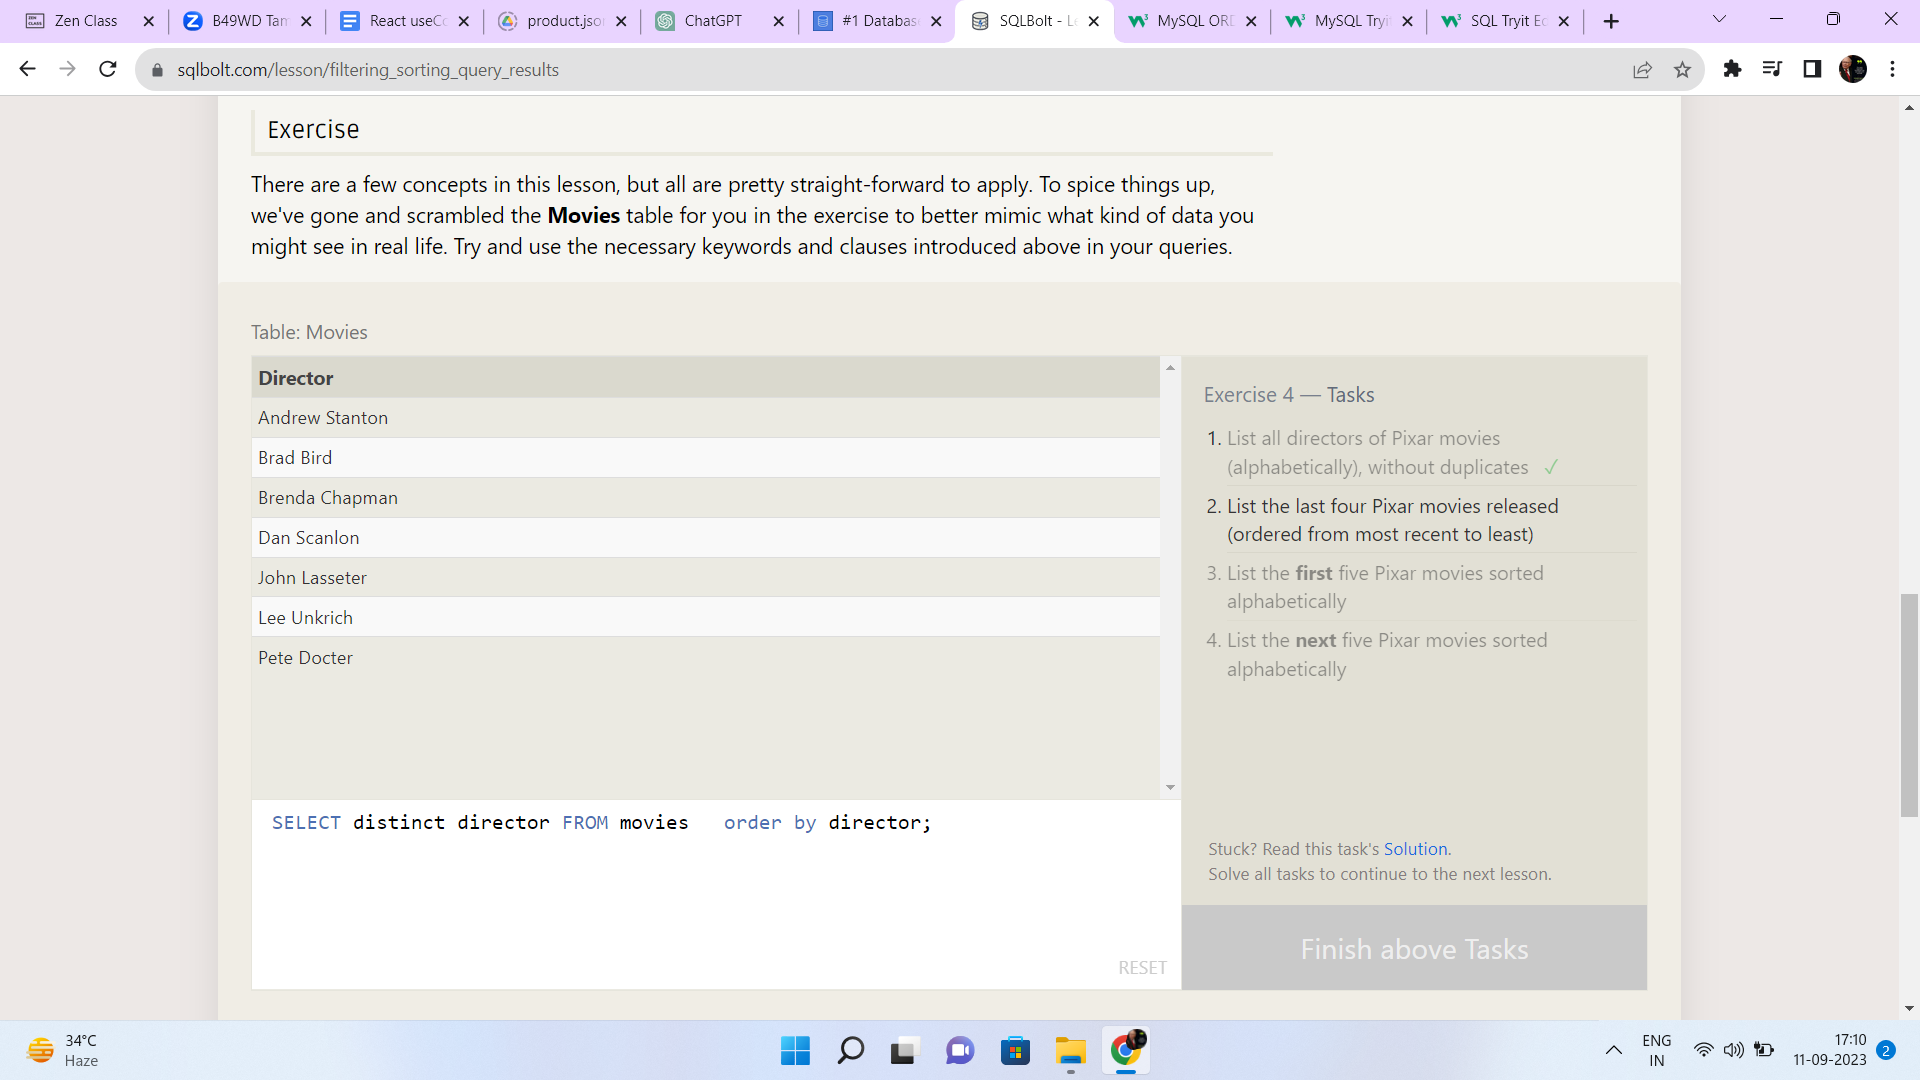 Zen Class
B49WD Tam
React useCo
product.json
ChatGPT
#1 Database
SQLBolt - Le
MySQL ORD
MySQL Tryit
SQL Tryit Ed
sqlbolt.com/lesson/filtering_sorting_query_results
Exercise
There are a few concepts in this lesson, but all are pretty straight-forward to apply. To spice things up,
we've gone and scrambled the Movies table for you in the exercise to better mimic what kind of data you
might see in real life. Try and use the necessary keywords and clauses introduced above in your queries.
Table: Movies
Director
Andrew Stanton
Brad Bird
Brenda Chapman
Dan Scanlon
John Lasseter
Lee Unkrich
Pete Docter
SELECT distinct director FROM movies   order by director;
RESET
Exercise 4 — Tasks
1. List all directors of Pixar movies
(alphabetically), without duplicates ✓
2. List the last four Pixar movies released
(ordered from most recent to least)
3. List the first five Pixar movies sorted
alphabetically
4. List the next five Pixar movies sorted
alphabetically
Stuck? Read this task's Solution.
Solve all tasks to continue to the next lesson.
Finish above Tasks
34°C
Haze
ENG
IN
17:10
11-09-2023
2